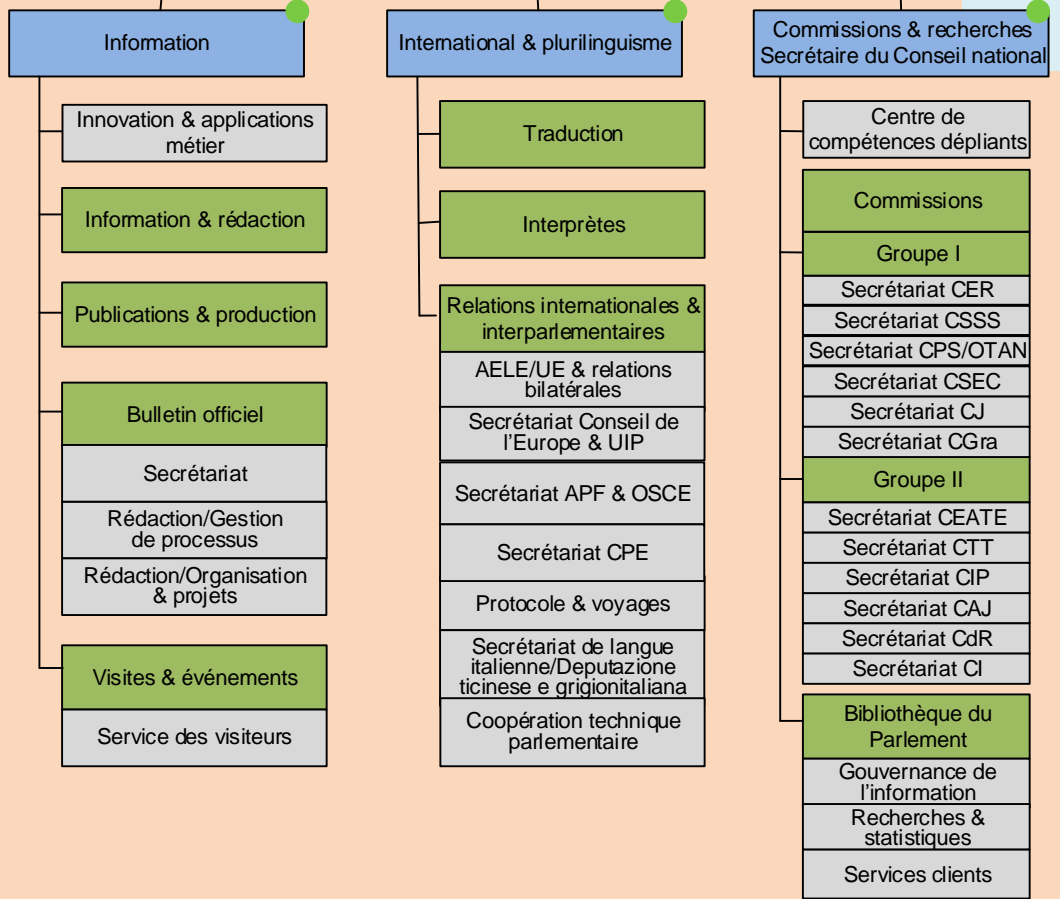 Information
Innovation & applications
métier
Information & rédaction
Publications & production
Bulletin officiel
Secrétariat
Rédaction/Gestion
de processus
Rédaction/Organisation
& projets
Visites & événements
Service des visiteurs
International & plurilinguisme
Traduction
Interprètes
Relations internationales &
interparlementaires
AELE/UE & relations
bilatérales
Secrétariat Conseil de
l'Europe & UIP
Secrétariat APF & OSCE
Secrétariat CPE
Protocole & voyages
Secrétariat de langue
italienne/Deputazione
ticinese e grigionitaliana
Coopération technique
parlementaire
Commissions & recherches
Secrétaire du Conseil national
Centre de
compétences dépliants
Commissions
Groupe I
Secrétariat CER
Secrétariat CSSS
Secrétariat CPS/OTAN
Secrétariat CSEC
Secrétariat CJ
Secrétariat CGra
Groupe II
Secrétariat CEATE
Secrétariat CTT
Secrétariat CIP
Secrétariat CAJ
Secrétariat CdR
Secrétariat CI
Bibliothèque du
Parlement
Gouvernance de
l'information
Recherches &
statistiques
Services clients